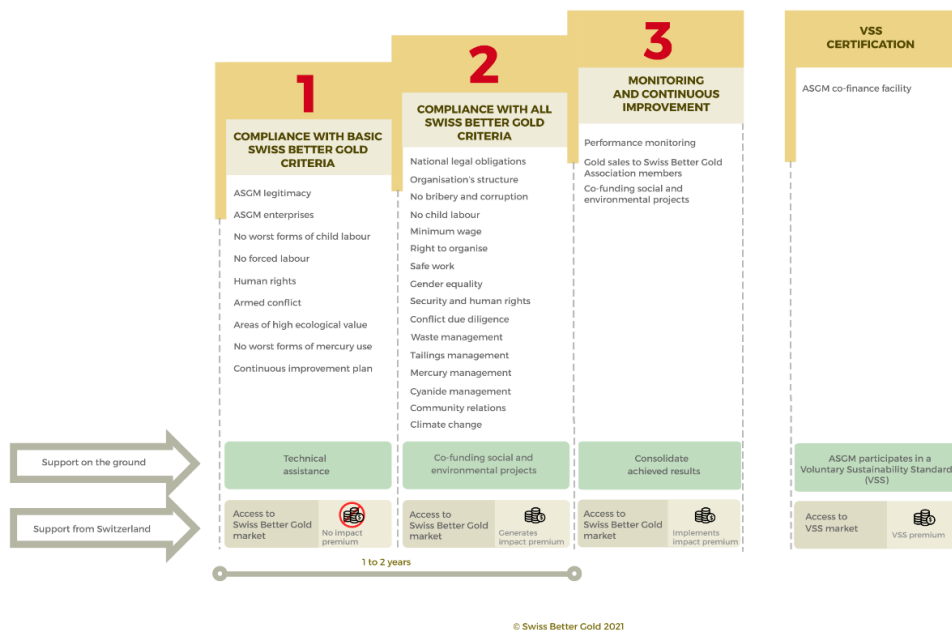 1
COMPLIANCE WITH BASIC
SWISS BETTER GOLD
CRITERIA
ASGM legitimacy
ASGM enterprises
No worst forms of child labour
No forced labour
Human rights
Armed conflict
Areas of high ecological value
No worst forms of mercury use
Continuous improvement plan
2
COMPLIANCE WITH ALL
SWISS BETTER GOLD
CRITERIA
National legal obligations
Organisation's structure
No bribery and corruption
No child labour
Minimum wage
Right to organise
Safe work
Gender equality
Security and human rights
Conflict due diligence
Waste management
Tailings management
Mercury management
Cyanide management
Community relations
Climate change
3
MONITORING
AND CONTINUOUS
IMPROVEMENT
Performance monitoring
Gold sales to Swiss Better Gold
Association members
Co-funding social and
environmental projects
VSS
CERTIFICATION
ASGM co-finance facility
Support on the ground
Technical
assistance
Co-funding social and
environmental projects
Consolidate
achieved results
ASGM participates in a
Voluntary Sustainability Standard
(VSS)
Support from Switzerland
Access to
Swiss Better Gold
market
No impact
premium
Access to
Swiss Better Gold
market
Generates
impact premium
Access to
Swiss Better Gold
market
Implements
impact premium
Access to
VSS market
VSS premium
1 to 2 years
© Swiss Better Gold 2021